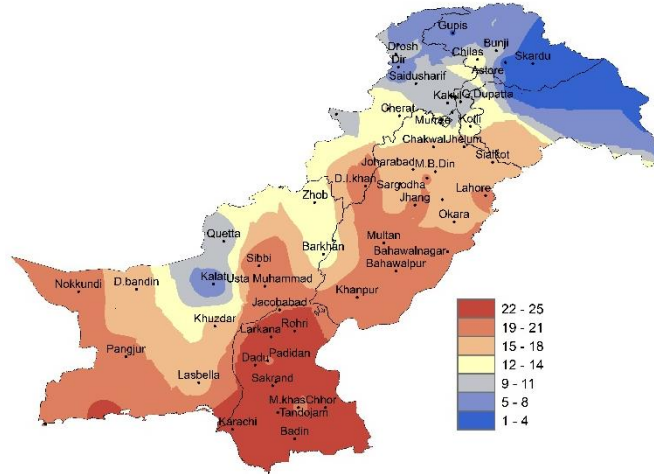 Gupis
Drosh
Dir
Chilas
Bunji
Skardu
Astore
Saidusharif
Kakul
G.Dupatta
Cherat
Murree
Kotli
Chakwal
Jhelum
Sialkot
Joharabad
M.B.Din
D.I.khan
Sargodha
Lahore
Zhob
Jhang
Okara
Quetta
Multan
Barkhan
Bahawalnagar
Sibbi
Bahawalpur
Nokkundi
D.bandin
Kalat
Usta Muhammad
Khanpur
Jacobabad
Khuzdar
Rohri
Larkana
Pangjur
Dadu
Padidan
Lasbella
Sakrand
M.khas
Chhor
Tandojam
Karachi
Badin
22 - 25
19 - 21
15 - 18
12 - 14
9 - 11
5 - 8
1 - 4